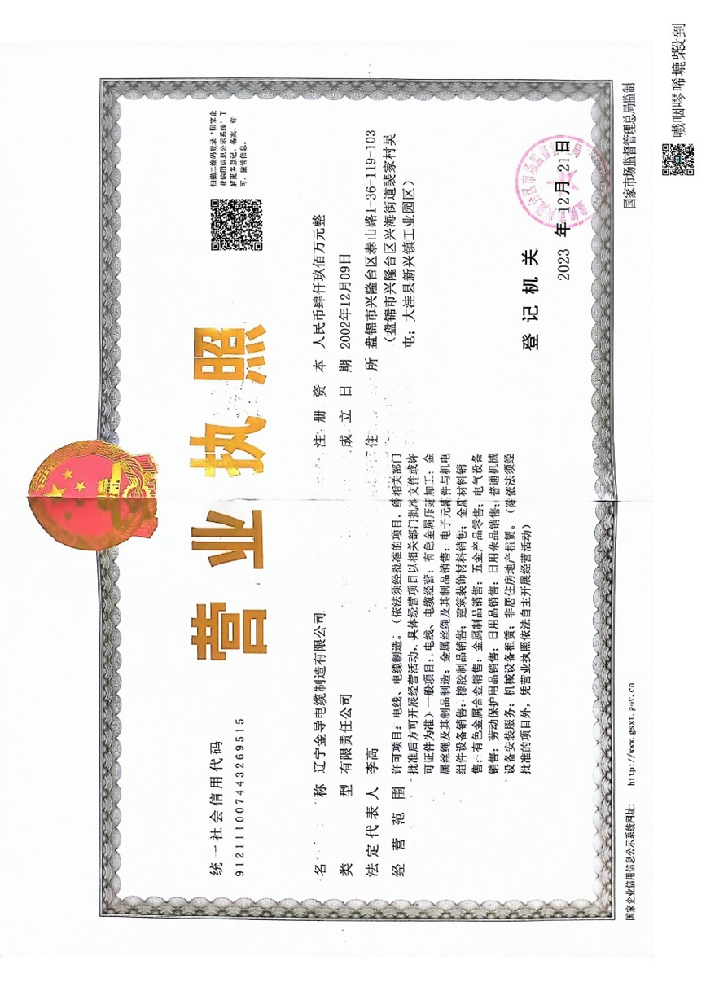 营业执照
统一社会信用代码
912111007443269515
扫描二维码登录'国家企
业信用信息公示系统'了
解更多登记、备案、许
可、监管信息。
名 称 辽宁金导电缆制造有限公司
类 型 有限责任公司
法定代表人 李高
经营范围 许可项目：电线、电缆制造。（依法须经批准的项目，经相关部门
批准后方可开展经营活动，具体经营项目以相关部门批准文件或许
可证件为准）一般项目：电线、电缆经营；有色金属压延加工；金
属丝绳及其制品制造；金属丝绳及其制品销售；电子元器件与机电
组件设备销售；橡胶制品销售；建筑装饰材料销售；金属材料销
售；有色金属合金销售；金属制品销售；五金产品零售；电气设备
销售；劳动保护用品销售；日用品销售；日用杂品销售；普通机械
设备安装服务；机械设备租赁；非居住房地产租赁。（除依法须经
批准的项目外，凭营业执照依法自主开展经营活动）
注册资本 人民币肆仟玖佰万元整
成立日期 2002年12月09日
住所 盘锦市兴隆台区泰山路1-36-119-103
（盘锦市兴隆台区兴海街道裴家村吴
屯；大洼县新兴镇工业园区）
登记机关
2023 年 12月 21日
国家企业信用信息公示系统网址： http://www.gsxt.gov.cn
国家市场监督管理总局监制